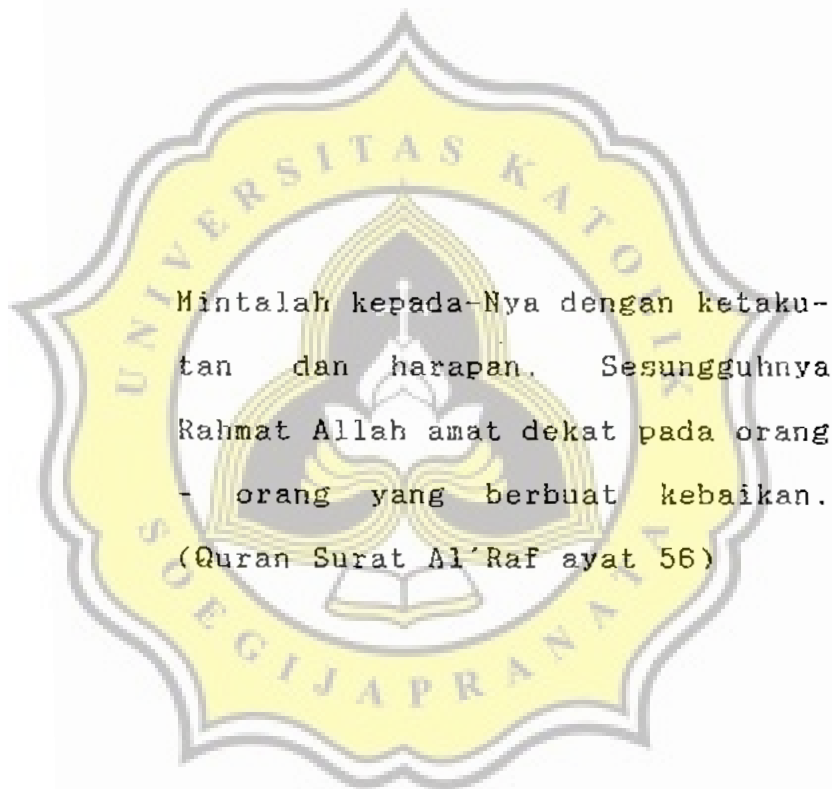 UNIVERSITAS KATOLIK
Mintalah kepada-Nya dengan ketaku-
tan dan harapan. Sesungguhnya
Rahmat Allah amat dekat pada orang
- orang yang berbuat kebaikan.
(Quran Surat Al´Raf ayat 56)
SOEGIJAPRANATA